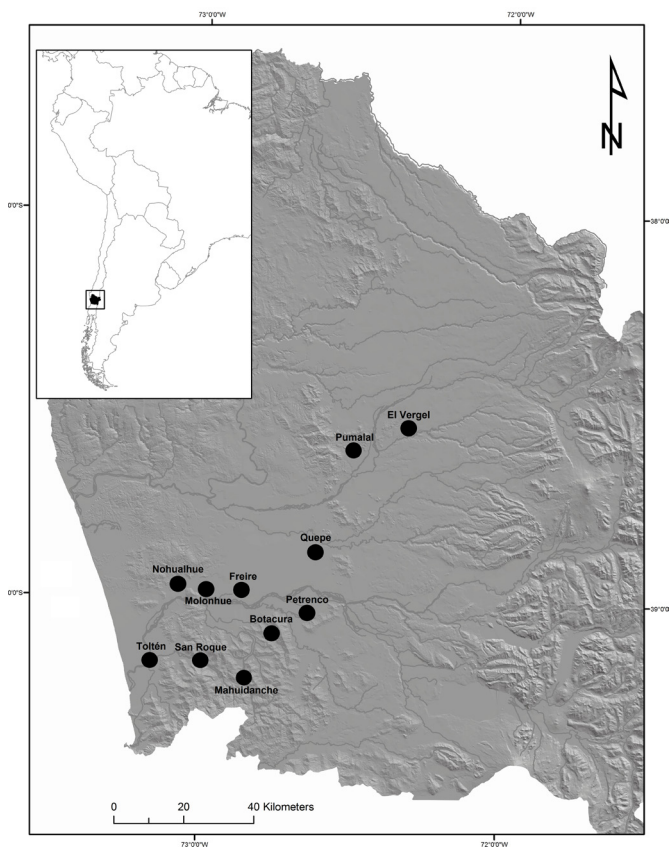 73°0'0"W
72°0'0"W
N
0'0"S
38°0'0"S
El Vergel
Pumalal
Quepe
Nohualhue
Molonhue
Freire
Petrenco
0'0"S
39°0'0"S
Botacura
Toltén
San Roque
Mahuidanche
0
20
40 Kilometers
73°0'0"W
72°0'0"W